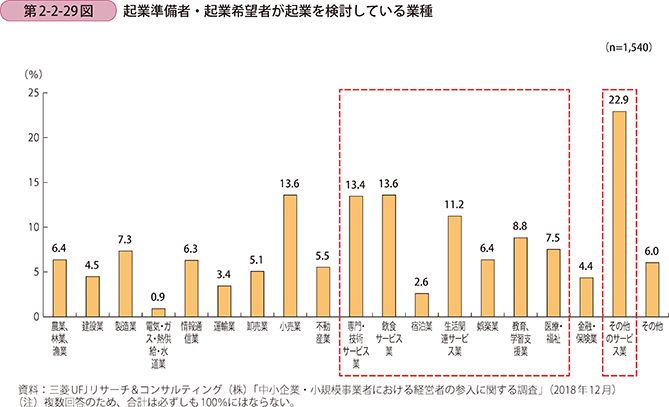 第2-2-29図 起業準備者・起業希望者が起業を検討している業種
(n=1,540)
(%)
25
20
15
10
5
0
6.4
4.5
7.3
0.9
6.3
3.4
5.1
13.6
5.5
13.4
13.6
2.6
11.2
6.4
8.8
7.5
4.4
22.9
6.0
農業、
林業、
漁業
建設業
製造業
電気・ガ
ス・熱供
給・水
道業
情報通
信業
運輸業
卸売業
小売業
不動
産業
専門・
技術
サービス業
飲食
サービス
業
宿泊業
生活関
連サービス
業
娯楽業
教育、
学習支
援業
医療・
福祉
金融・
保険業
その他
のサービス
業
その他
資料：三菱UFJリサーチ＆コンサルティング（株）「中小企業・小規模事業者における経営者の参入に関する調査」（2018年12月）
（注）複数回答のため、合計は必ずしも100%にはならない。